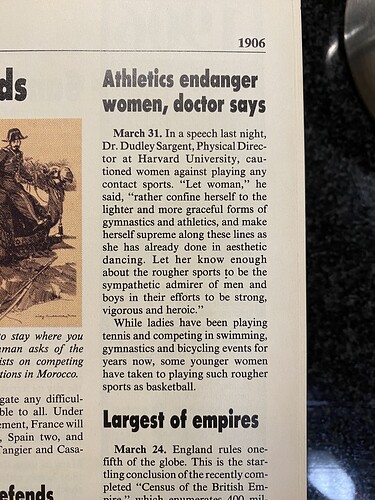 1906
ds
Athletics endanger
women, doctor says
March 31. In a speech last night,
Dr. Dudley Sargent, Physical Direc-
tor at Harvard University, cau-
tioned women against playing any
contact sports. “Let woman,” he
said, “rather confine herself to the
lighter and more graceful forms of
gymnastics and athletics, and make
herself supreme along these lines as
she has already done in aesthetic
dancing. Let her know enough
about the rougher sports to be the
sympathetic admirer of men and
boys in their efforts to be strong,
vigorous and heroic.”
While ladies have been playing
tennis and competing in swimming,
gymnastics and bicycling events for
years now, some younger women
have taken to playing such rougher
sports as basketball.
Largest of empires
March 24. England rules one-
fifth of the globe. This is the star-
tling conclusion of the recently com-
pleted “Census of the British Em-
pire,” which enumerates 400 mil-
to stay where you
man asks of the
ists on competing
tions in Morocco.
gate any difficul-
ble to all. Under
ement, France will
, Spain two, and
Tangier and Casa-
efends